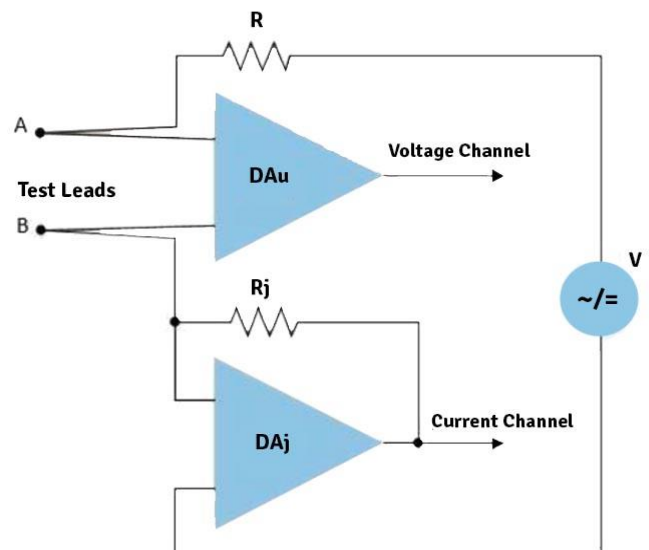 R
A
DAu
Voltage Channel
Test Leads
B
V
~/=
Rj
DAj
Current Channel